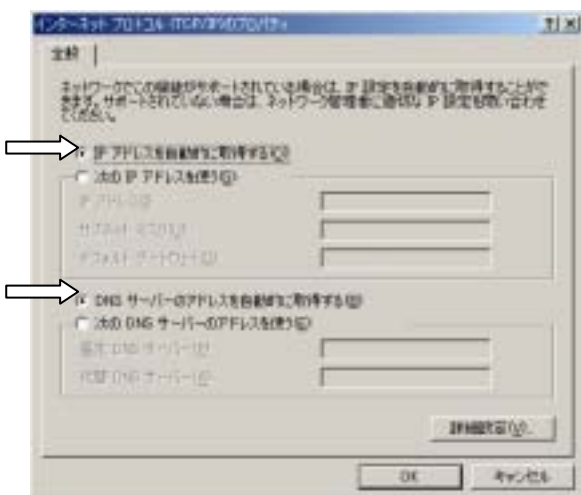 インターネット プロトコル (TCP/IP)のプロパティ
全般
ネットワークでこの機能がサポートされている場合は、IP 設定を自動的に取得することがで
きます。サポートされていない場合は、ネットワーク管理者に適切な IP 設定を問い合わせ
てください。
IP アドレスを自動的に取得する(O)
次の IP アドレスを使う(S)
IP アドレス(I)
サブネット マスク(U)
デフォルト ゲートウェイ(D)
DNS サーバーのアドレスを自動的に取得する(B)
次の DNS サーバーのアドレスを使う(E)
優先 DNS サーバー(P)
代替 DNS サーバー(A)
詳細設定(V)...
OK
キャンセル